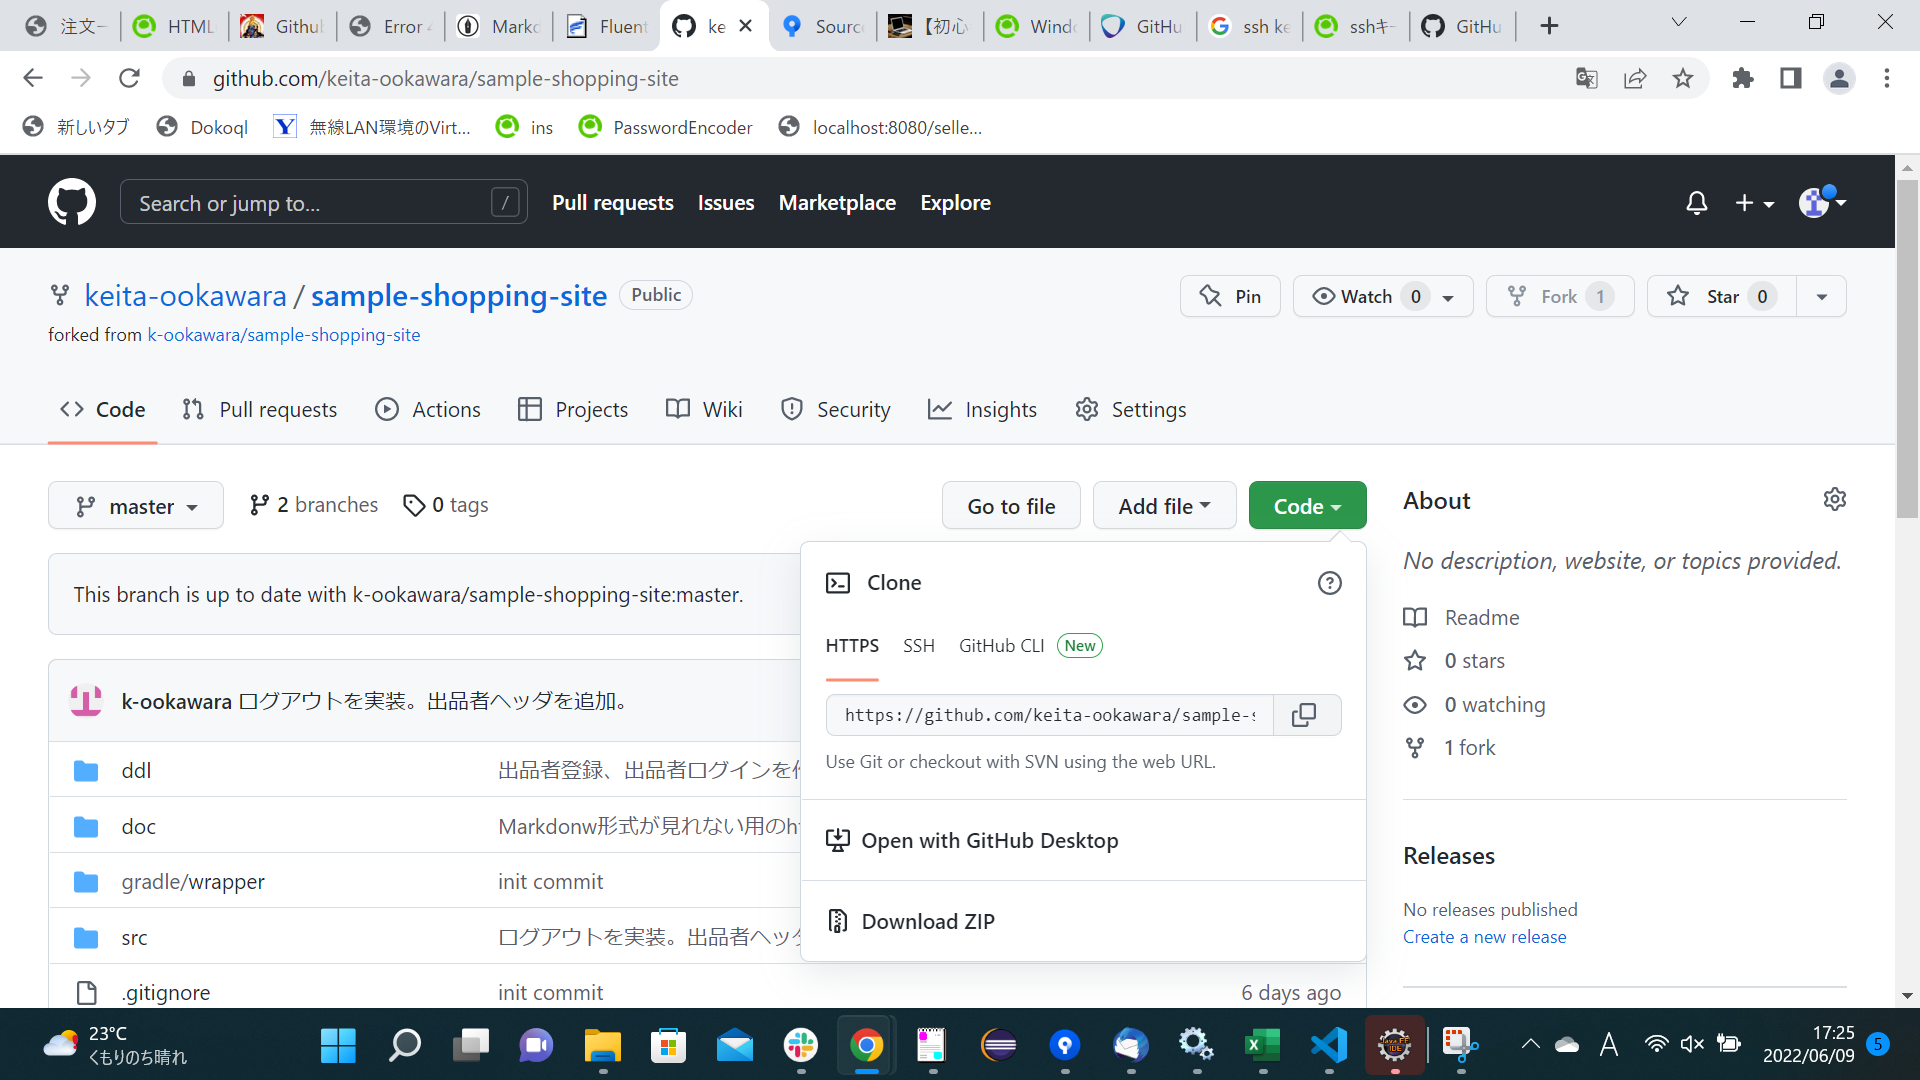 注文一
HTML
Github
Error 4
Markd
Fluent
ke
Sourc
【初心
Windo
GitHu
ssh ke
sshキー
GitHu
github.com/keita-ookawara/sample-shopping-site
新しいタブ
Dokoql
無線LAN環境のVirt...
ins
PasswordEncoder
localhost:8080/selle...
Search or jump to...
/
Pull requests
Issues
Marketplace
Explore
keita-ookawara / sample-shopping-site
Public
Pin
Watch 0
Fork 1
Star 0
forked from k-ookawara/sample-shopping-site
Code
Pull requests
Actions
Projects
Wiki
Security
Insights
Settings
master
2 branches
0 tags
Go to file
Add file
Code
About
No description, website, or topics provided.
Readme
0 stars
0 watching
1 fork
Releases
No releases published
Create a new release
This branch is up to date with k-ookawara/sample-shopping-site:master.
Clone
HTTPS
SSH
GitHub CLI
New
https://github.com/keita-ookawara/sample-s
Use Git or checkout with SVN using the web URL.
Open with GitHub Desktop
Download ZIP
k-ookawara ログアウトを実装。出品者ヘッダを追加。
ddl
出品者登録、出品者ログインを作
doc
Markdonw形式が見れない用のht
gradle/wrapper
init commit
src
ログアウトを実装。出品者ヘッダ
.gitignore
init commit
6 days ago
23°C
くもりのち晴れ
A
17:25
2022/06/09
5